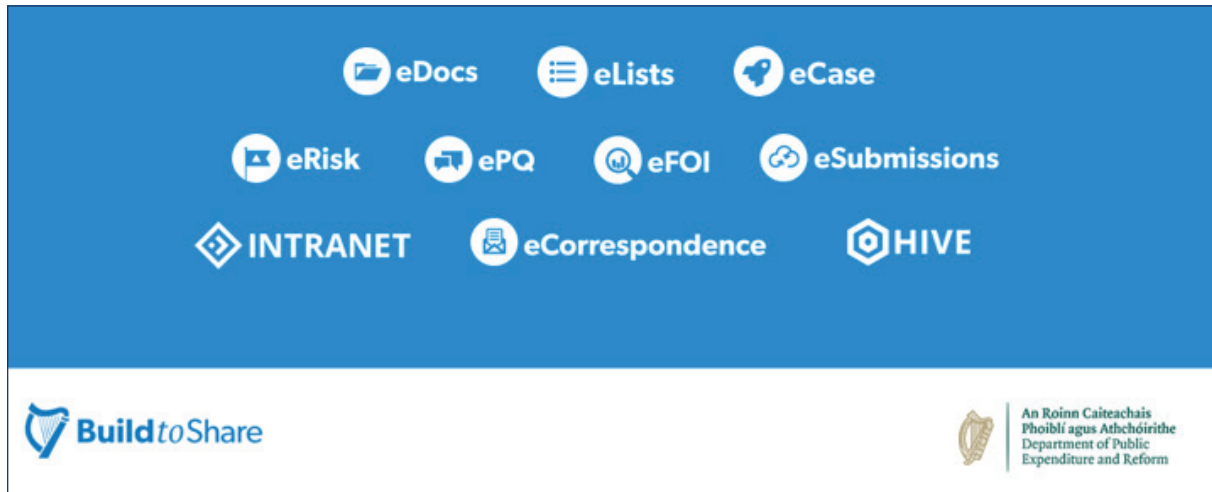 eDocs eLists eCase
eRisk ePQ eFOI eSubmissions
INTRANET eCorrespondence HIVE
BuildtoShare
An Roinn Caiteachais
Phoiblí agus Athchóirithe
Department of Public
Expenditure and Reform